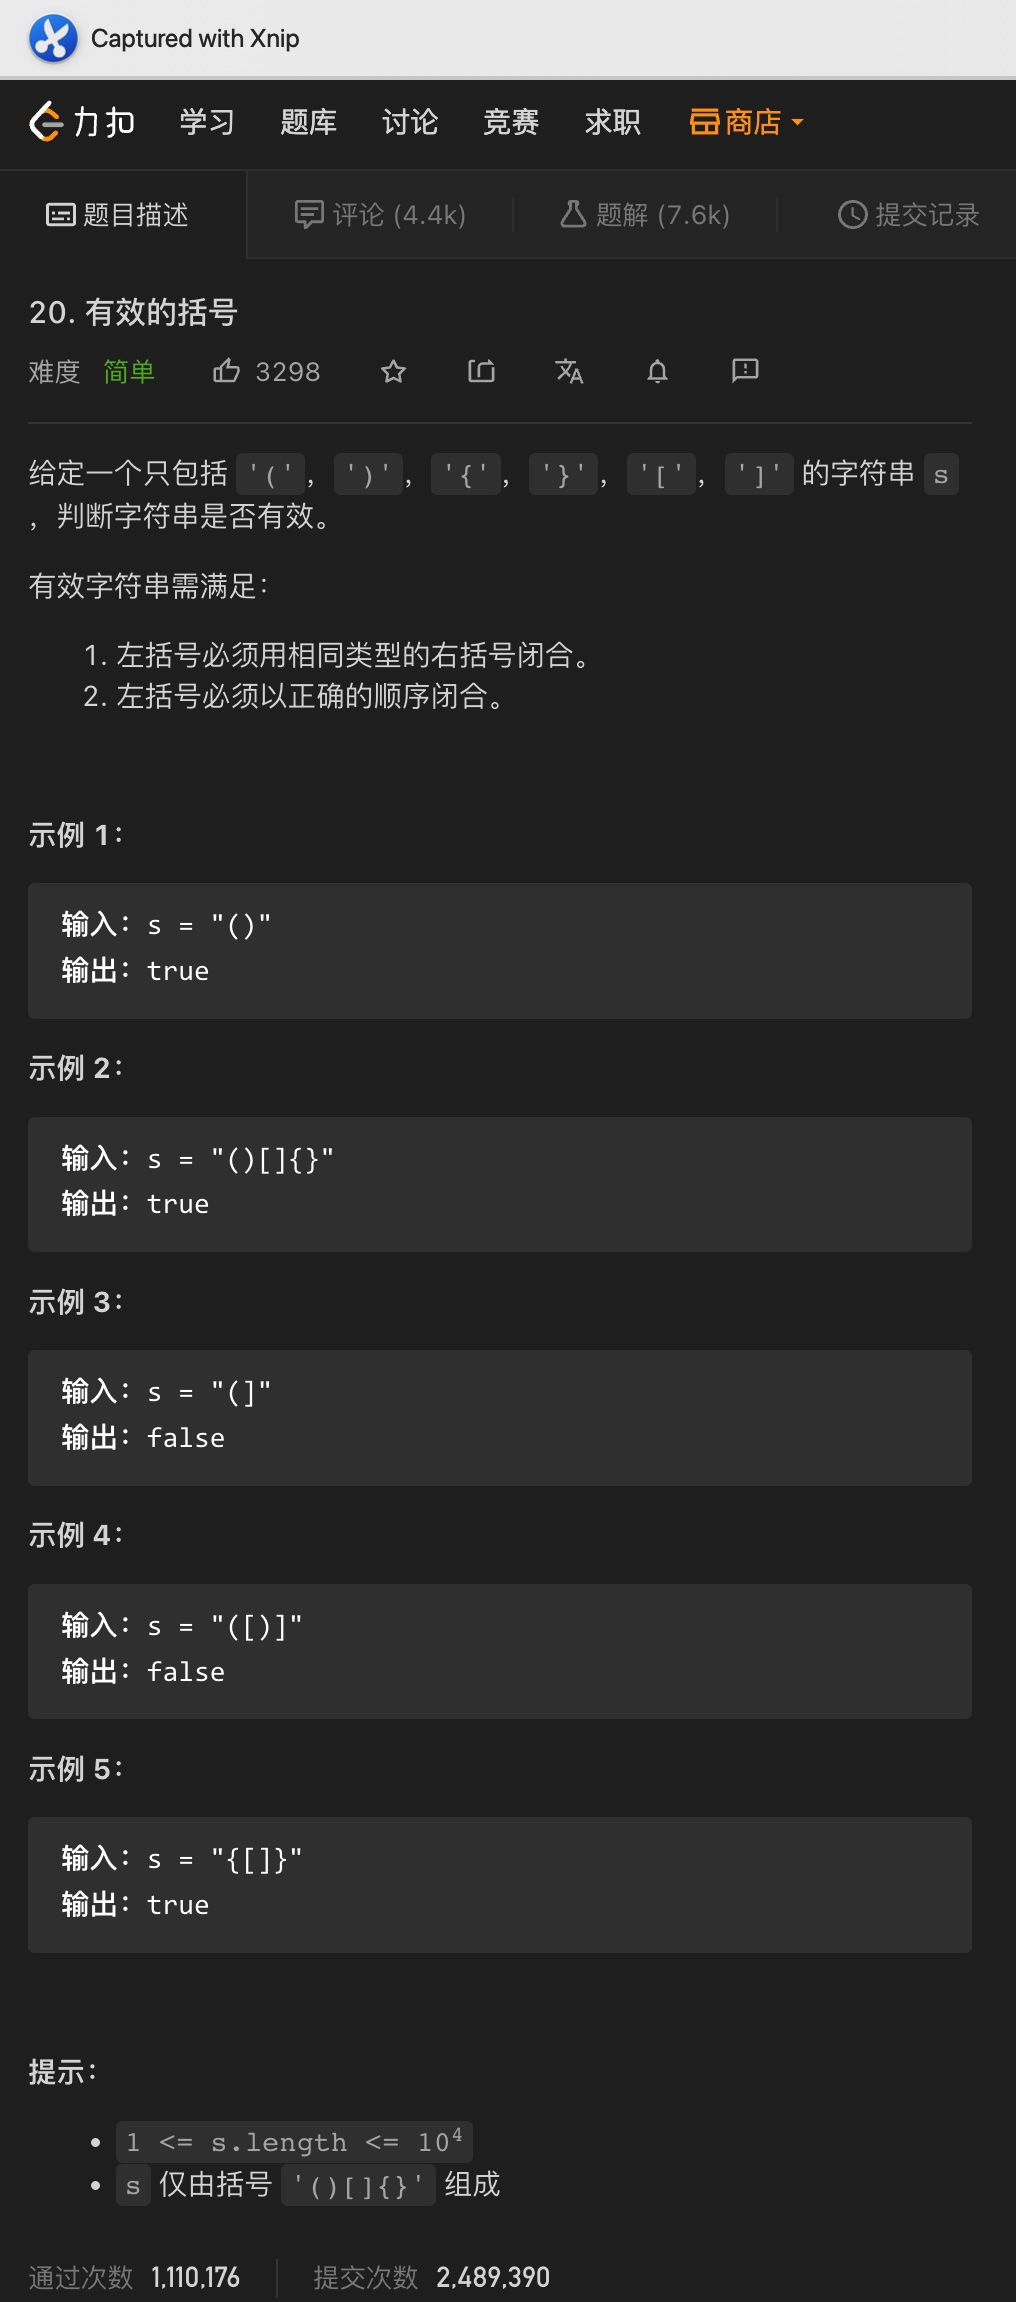 Captured with Xnip
力扣 学习 题库 讨论 竞赛 求职 商店
题目描述 评论 (4.4k) 题解 (7.6k) 提交记录
20. 有效的括号
难度 简单 3298
给定一个只包括 '('，')'，'{'，'}'，'['，']' 的字符串 s
，判断字符串是否有效。
有效字符串需满足：
1. 左括号必须用相同类型的右括号闭合。
2. 左括号必须以正确的顺序闭合。
示例 1：
输入：s = "()"
输出：true
示例 2：
输入：s = "()[]{}"
输出：true
示例 3：
输入：s = "(]"
输出：false
示例 4：
输入：s = "([)]"
输出：false
示例 5：
输入：s = "{[]}"
输出：true
提示：
• 1 <= s.length <= 10⁴
• s 仅由括号 '()[]{}' 组成
通过次数 1,110,176 提交次数 2,489,390